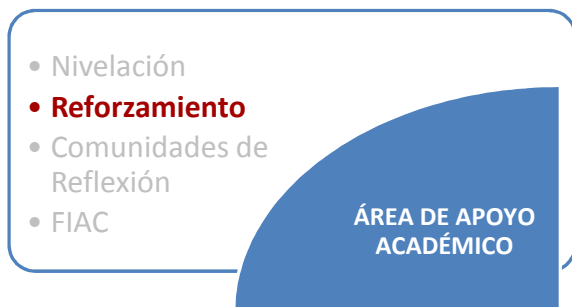 • Nivelación
• Reforzamiento
• Comunidades de
Reflexión
• FIAC
ÁREA DE APOYO
ACADÉMICO